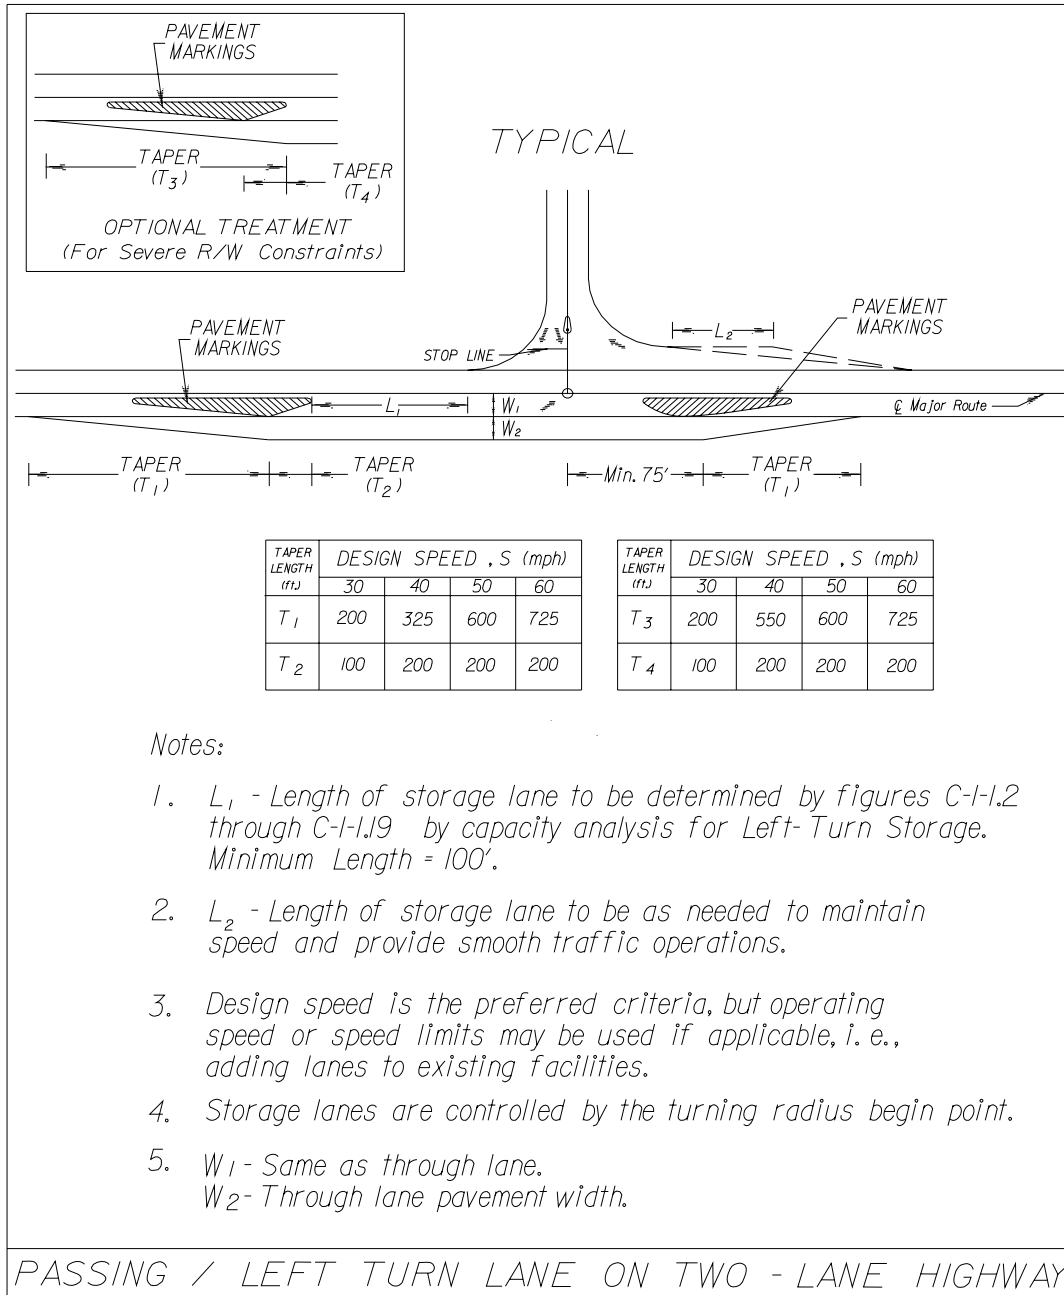 PAVEMENT
MARKINGS
TAPER
(T3)
TAPER
(T4)
OPTIONAL TREATMENT
(For Severe R/W Constraints)
TYPICAL
PAVEMENT
MARKINGS
STOP LINE
L2
PAVEMENT
MARKINGS
L1
W1
W2
℄ Major Route
TAPER
(T1)
TAPER
(T2)
Min. 75'
TAPER
(T1)
TAPER LENGTH (ft.) DESIGN SPEED , S (mph)
30 40 50 60
T1 200 325 600 725
T2 100 200 200 200
TAPER LENGTH (ft.) DESIGN SPEED , S (mph)
30 40 50 60
T3 200 550 600 725
T4 100 200 200 200
Notes:
1. L1 - Length of storage lane to be determined by figures C-1-1.2
through C-1-1.19 by capacity analysis for Left-Turn Storage.
Minimum Length = 100'.
2. L2 - Length of storage lane to be as needed to maintain
speed and provide smooth traffic operations.
3. Design speed is the preferred criteria, but operating
speed or speed limits may be used if applicable, i.e.,
adding lanes to existing facilities.
4. Storage lanes are controlled by the turning radius begin point.
5. W1 - Same as through lane.
W2 - Through lane pavement width.
PASSING / LEFT TURN LANE ON TWO - LANE HIGHWAY